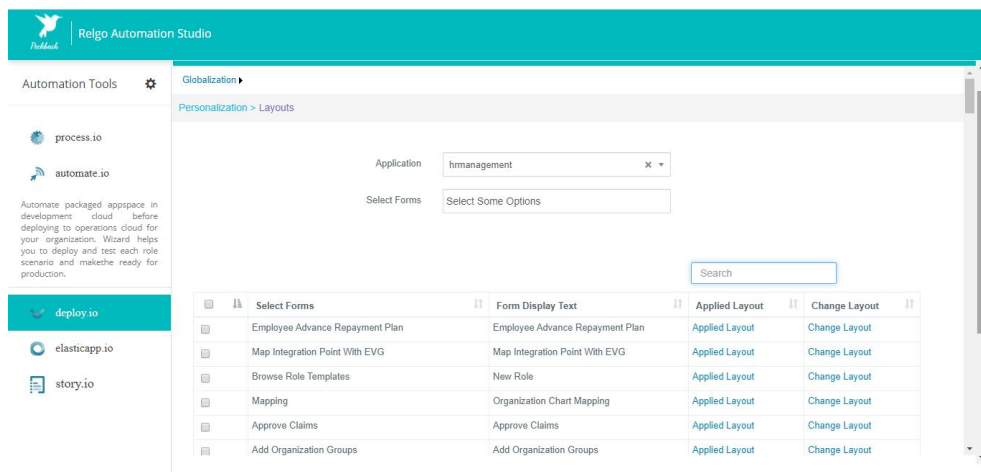 Relgo Automation Studio
Automation Tools
process.io
automate.io
Automate packaged appspace in
development cloud before
deploying to operations cloud for
your organization. Wizard helps
you to deploy and test each role
scenario and makethe ready for
production.
deploy.io
elasticapp.io
story.io
Globalization
Personalization > Layouts
Application hrmanagement
Select Forms Select Some Options
Search
Select Forms Form Display Text Applied Layout Change Layout
Employee Advance Repayment Plan Employee Advance Repayment Plan Applied Layout Change Layout
Map Integration Point With EVG Map Integration Point With EVG Applied Layout Change Layout
Browse Role Templates New Role Applied Layout Change Layout
Mapping Organization Chart Mapping Applied Layout Change Layout
Approve Claims Approve Claims Applied Layout Change Layout
Add Organization Groups Add Organization Groups Applied Layout Change Layout